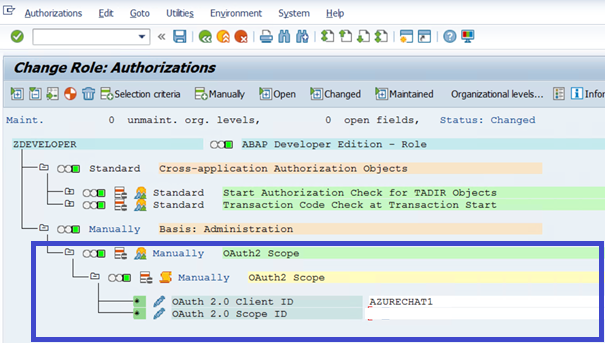 Authorizations Edit Goto Utilities Environment System Help
Change Role: Authorizations
Selection criteria Manually Open Changed Maintained Organizational levels... Infor
Maint. 0 unmaint. org. levels, 0 open fields, Status: Changed
ZDEVELOPER ABAP Developer Edition - Role
Standard Cross-application Authorization Objects
Standard Start Authorization Check for TADIR Objects
Standard Transaction Code Check at Transaction Start
Manually Basis: Administration
Manually OAuth2 Scope
Manually OAuth2 Scope
* OAuth 2.0 Client ID AZURECHAT1
* OAuth 2.0 Scope ID